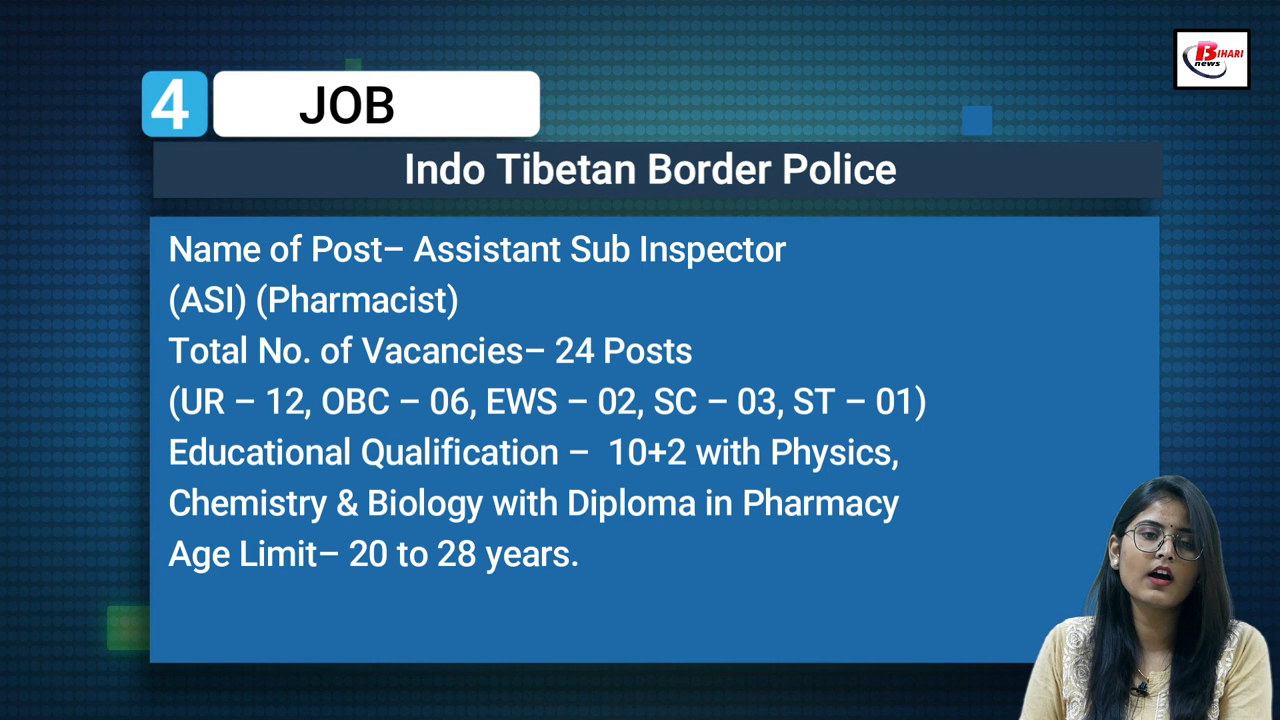 BIHARI
news
4 JOB
Indo Tibetan Border Police
Name of Post– Assistant Sub Inspector
(ASI) (Pharmacist)
Total No. of Vacancies– 24 Posts
(UR – 12, OBC – 06, EWS – 02, SC – 03, ST – 01)
Educational Qualification –  10+2 with Physics,
Chemistry & Biology with Diploma in Pharmacy
Age Limit– 20 to 28 years.